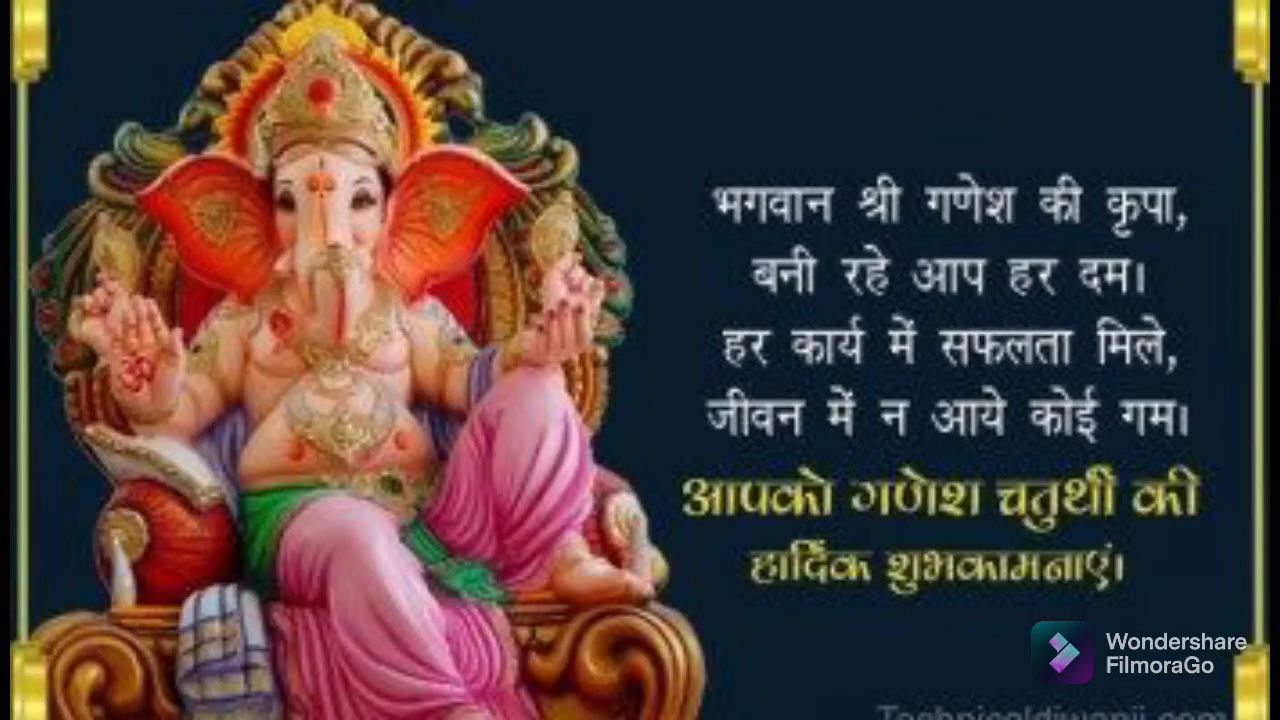 भगवान श्री गणेश की कृपा,
बनी रहे आप हर दम।
हर कार्य में सफलता मिले,
जीवन में न आये कोई गम।
आपको गणेश चतुर्थी की
हार्दिक शुभकामनाएं।
Wondershare
FilmoraGo